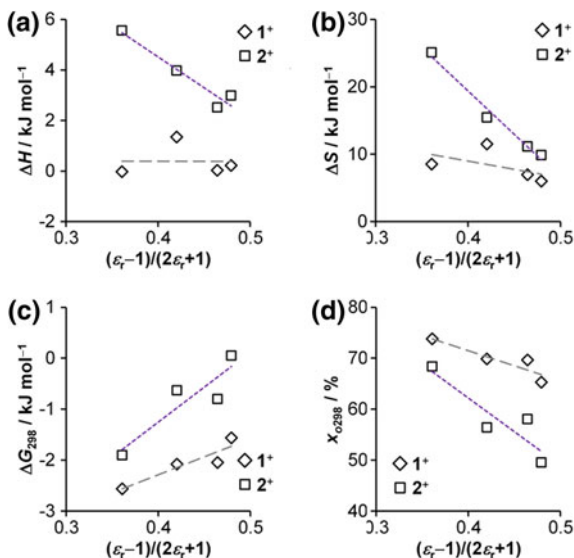 (a)
6
4
2
0
-2
ΔH / kJ mol⁻¹
◇ 1⁺
□ 2⁺
0.3 0.4 0.5
(εᵣ−1)/(2εᵣ+1)
(b)
30
20
10
0
ΔS / kJ mol⁻¹
◇ 1⁺
□ 2⁺
0.3 0.4 0.5
(εᵣ−1)/(2εᵣ+1)
(c)
1
0
-1
-2
-3
ΔG₂₉₈ / kJ mol⁻¹
◇ 1⁺
□ 2⁺
0.3 0.4 0.5
(εᵣ−1)/(2εᵣ+1)
(d)
80
70
60
50
40
xₒ₂₉₈ / %
◇ 1⁺
□ 2⁺
0.3 0.4 0.5
(εᵣ−1)/(2εᵣ+1)